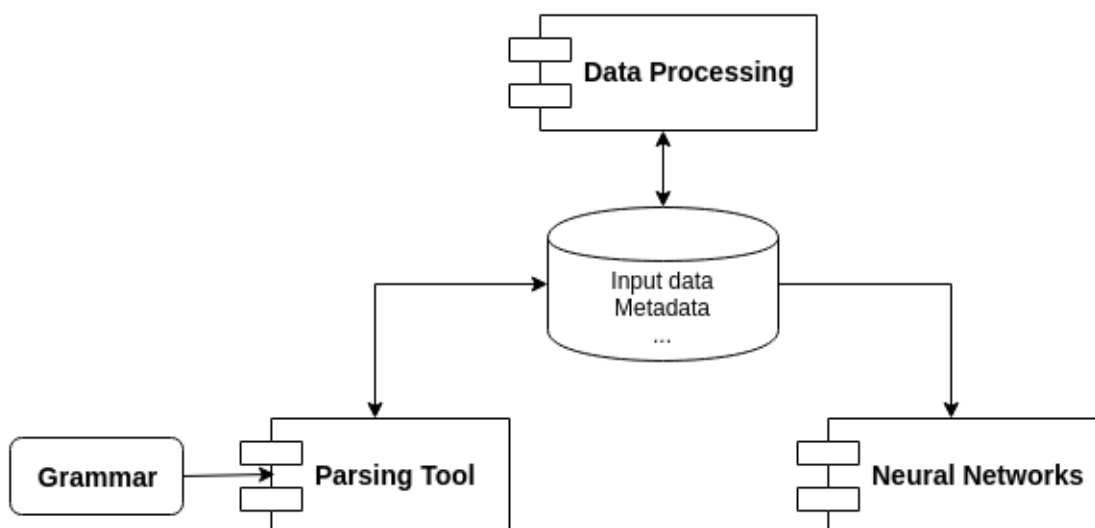 Data Processing
Input data
Metadata
...
Grammar
Parsing Tool
Neural Networks